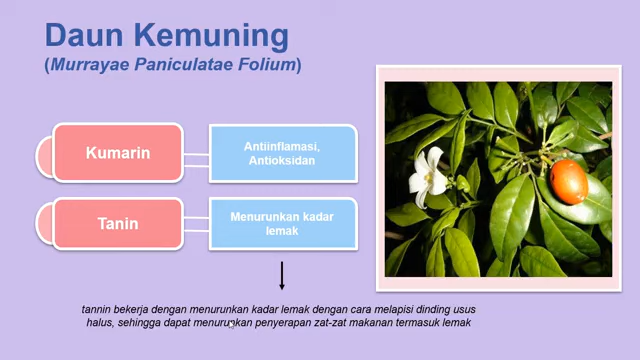 Daun Kemuning
(Murrayae Paniculatae Folium)
Kumarin
Antiinflamasi,
Antioksidan
Tanin
Menurunkan kadar
lemak
tannin bekerja dengan menurunkan kadar lemak dengan cara melapisi dinding usus
halus, sehingga dapat menurunkan penyerapan zat-zat makanan termasuk lemak